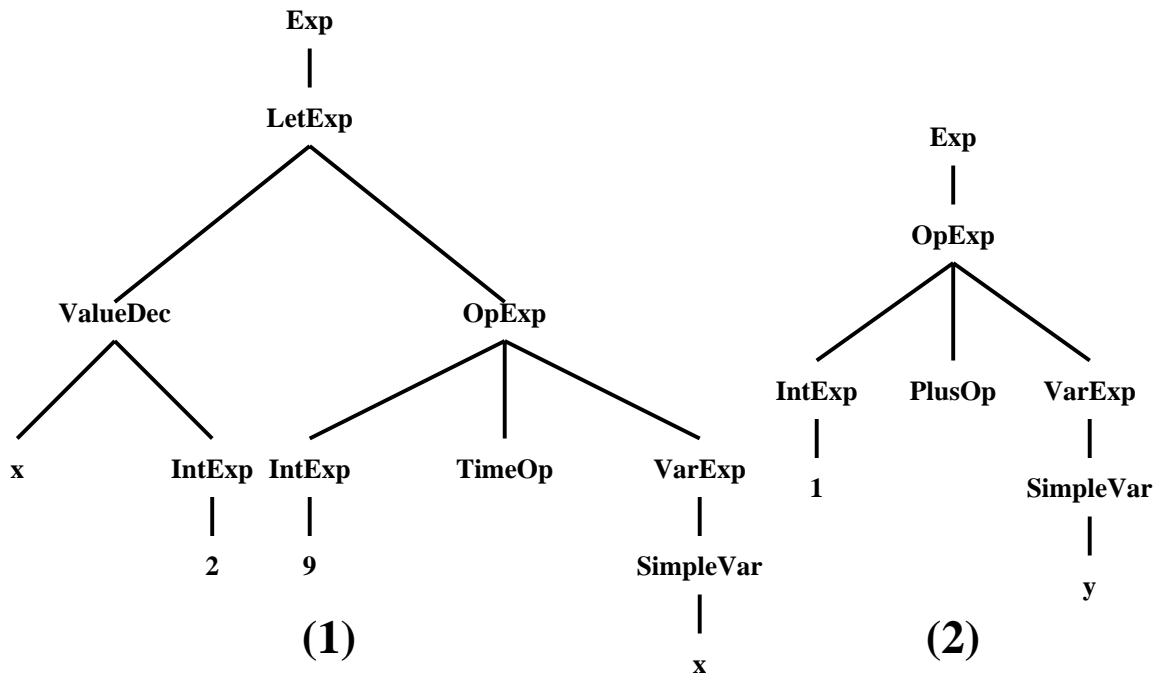 Exp
LetExp
ValueDec OpExp
x IntExp IntExp TimeOp VarExp
2 9 SimpleVar
x
(1)
Exp
OpExp
IntExp PlusOp VarExp
1 SimpleVar
y
(2)